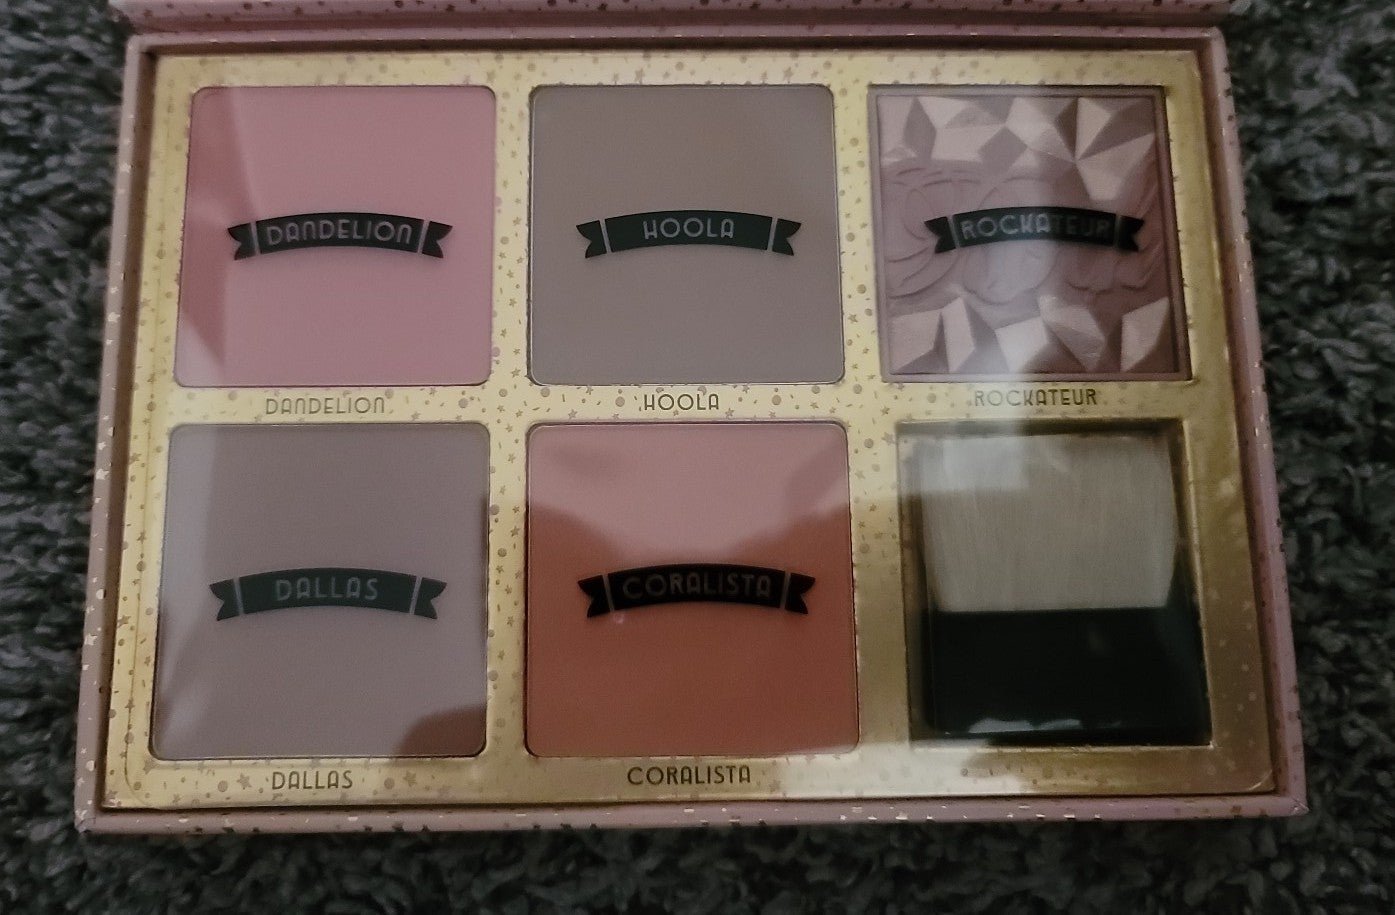 DANDELION
HOOLA
ROCKATEUR
DANDELION
HOOLA
ROCKATEUR
DALLAS
CORALISTA
DALLAS
CORALISTA